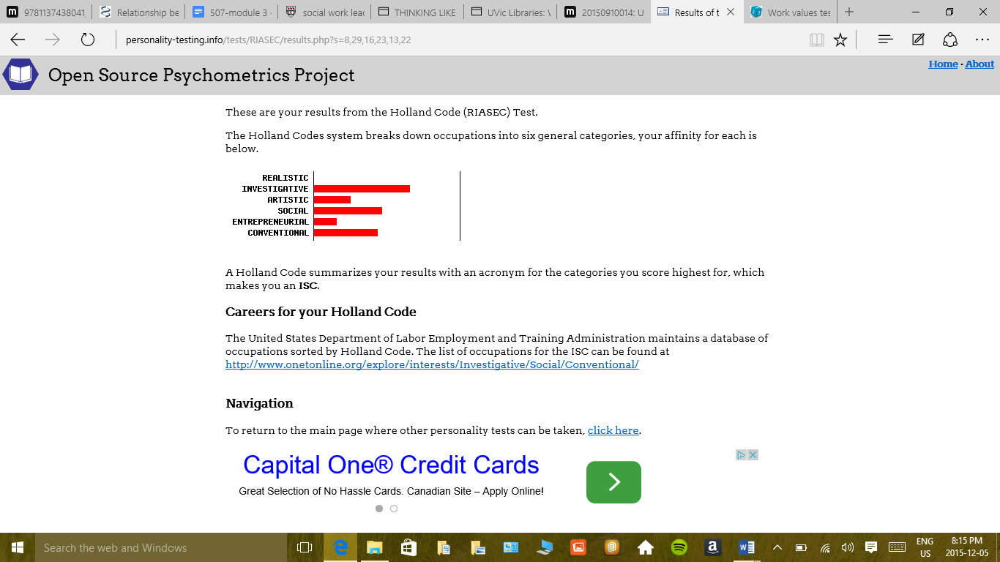 9781137438041
Relationship be
507-module 3 -
social work leac
THINKING LIKE
UVic Libraries: \
20150910014: U
Results of t
Work values tes
personality-testing.info/tests/RIASEC/results.php?s=8,29,16,23,13,22
Open Source Psychometrics Project
Home · About
These are your results from the Holland Code (RIASEC) Test.
The Holland Codes system breaks down occupations into six general categories, your affinity for each is
below.
REALISTIC
INVESTIGATIVE
ARTISTIC
SOCIAL
ENTREPRENEURIAL
CONVENTIONAL
A Holland Code summarizes your results with an acronym for the categories you score highest for, which
makes you an ISC.
Careers for your Holland Code
The United States Department of Labor Employment and Training Administration maintains a database of
occupations sorted by Holland Code. The list of occupations for the ISC can be found at
http://www.onetonline.org/explore/interests/Investigative/Social/Conventional/
Navigation
To return to the main page where other personality tests can be taken, click here.
Capital One® Credit Cards
Great Selection of No Hassle Cards. Canadian Site – Apply Online!
Search the web and Windows
ENG
US
8:15 PM
2015-12-05